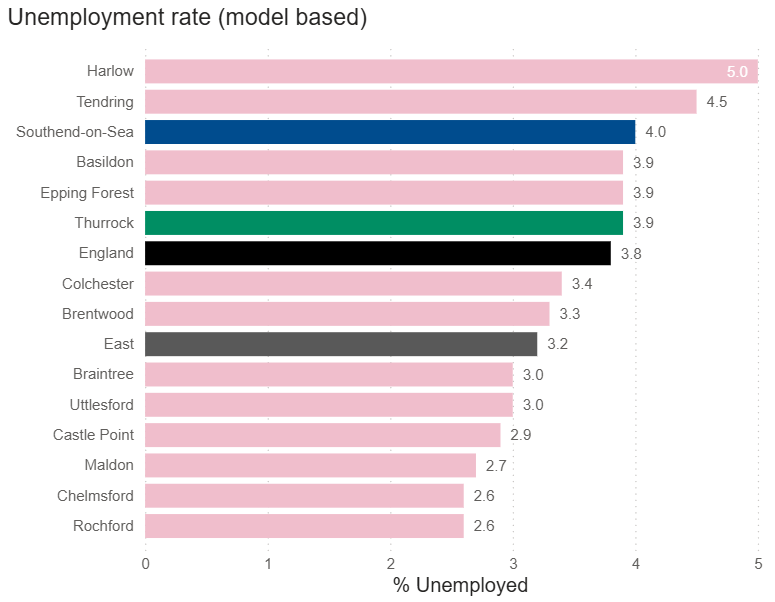 Unemployment rate (model based)
Harlow 5.0
Tendring 4.5
Southend-on-Sea 4.0
Basildon 3.9
Epping Forest 3.9
Thurrock 3.9
England 3.8
Colchester 3.4
Brentwood 3.3
East 3.2
Braintree 3.0
Uttlesford 3.0
Castle Point 2.9
Maldon 2.7
Chelmsford 2.6
Rochford 2.6
0 1 2 3 4 5
% Unemployed